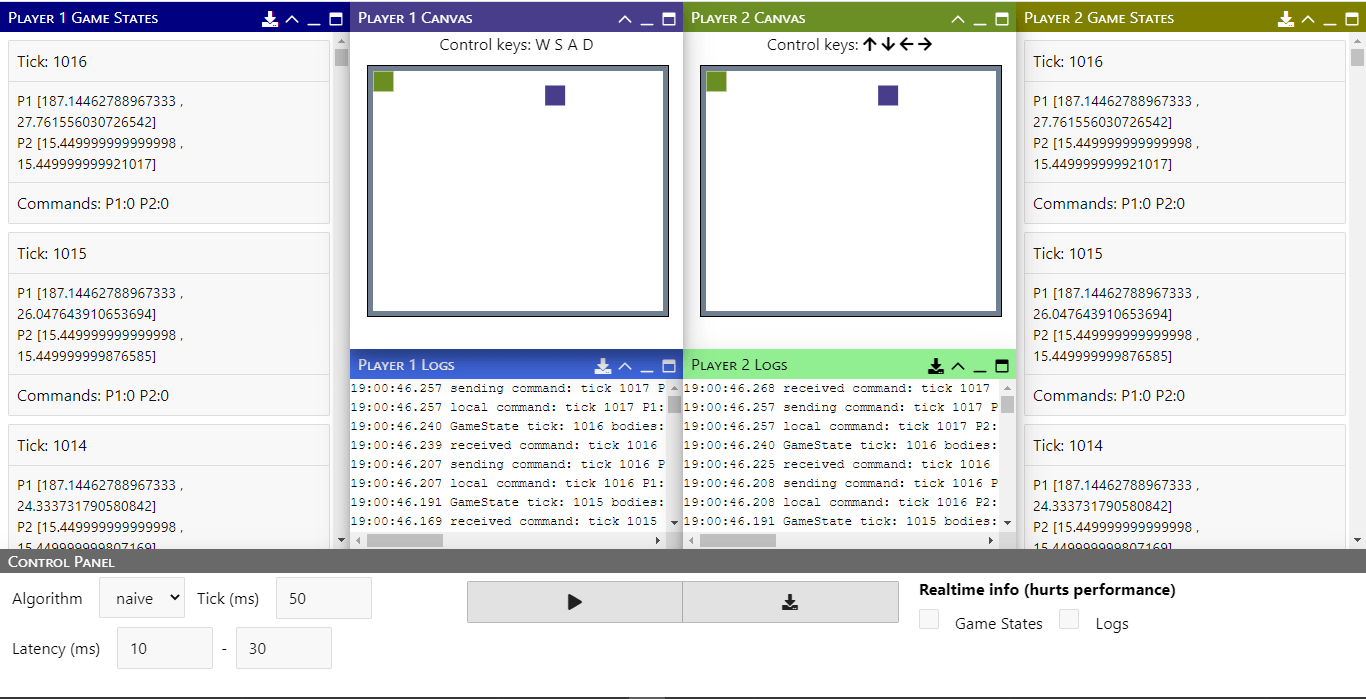 Player 1 Game States
Tick: 1016
P1 [187.14462788967333 ,
27.761556030726542]
P2 [15.449999999999998 ,
15.449999999921017]
Commands: P1:0 P2:0
Tick: 1015
P1 [187.14462788967333 ,
26.047643910653694]
P2 [15.449999999999998 ,
15.449999999876585]
Commands: P1:0 P2:0
Tick: 1014
P1 [187.14462788967333 ,
24.333731790580842]
P2 [15.449999999999998 ,
15.449999999807169]
Player 1 Canvas
Control keys: W S A D
Player 2 Canvas
Control keys: ↑ ↓ ← →
Player 1 Logs
19:00:46.257 sending command: tick 1017 P
19:00:46.257 local command: tick 1017 P1:
19:00:46.240 GameState tick: 1016 bodies:
19:00:46.239 received command: tick 1016
19:00:46.207 sending command: tick 1016 P
19:00:46.207 local command: tick 1016 P1:
19:00:46.191 GameState tick: 1015 bodies:
19:00:46.169 received command: tick 1015
Player 2 Logs
19:00:46.268 received command: tick 1017
19:00:46.257 sending command: tick 1017 P
19:00:46.257 local command: tick 1017 P2:
19:00:46.240 GameState tick: 1016 bodies:
19:00:46.225 received command: tick 1016
19:00:46.208 sending command: tick 1016 P
19:00:46.208 local command: tick 1016 P2:
19:00:46.191 GameState tick: 1015 bodies:
Player 2 Game States
Tick: 1016
P1 [187.14462788967333 ,
27.761556030726542]
P2 [15.449999999999998 ,
15.449999999921017]
Commands: P1:0 P2:0
Tick: 1015
P1 [187.14462788967333 ,
26.047643910653694]
P2 [15.449999999999998 ,
15.449999999876585]
Commands: P1:0 P2:0
Tick: 1014
P1 [187.14462788967333 ,
24.333731790580842]
P2 [15.449999999999998 ,
15.449999999807169]
Control Panel
Algorithm naive Tick (ms) 50
Latency (ms) 10 - 30
Realtime info (hurts performance)
Game States Logs